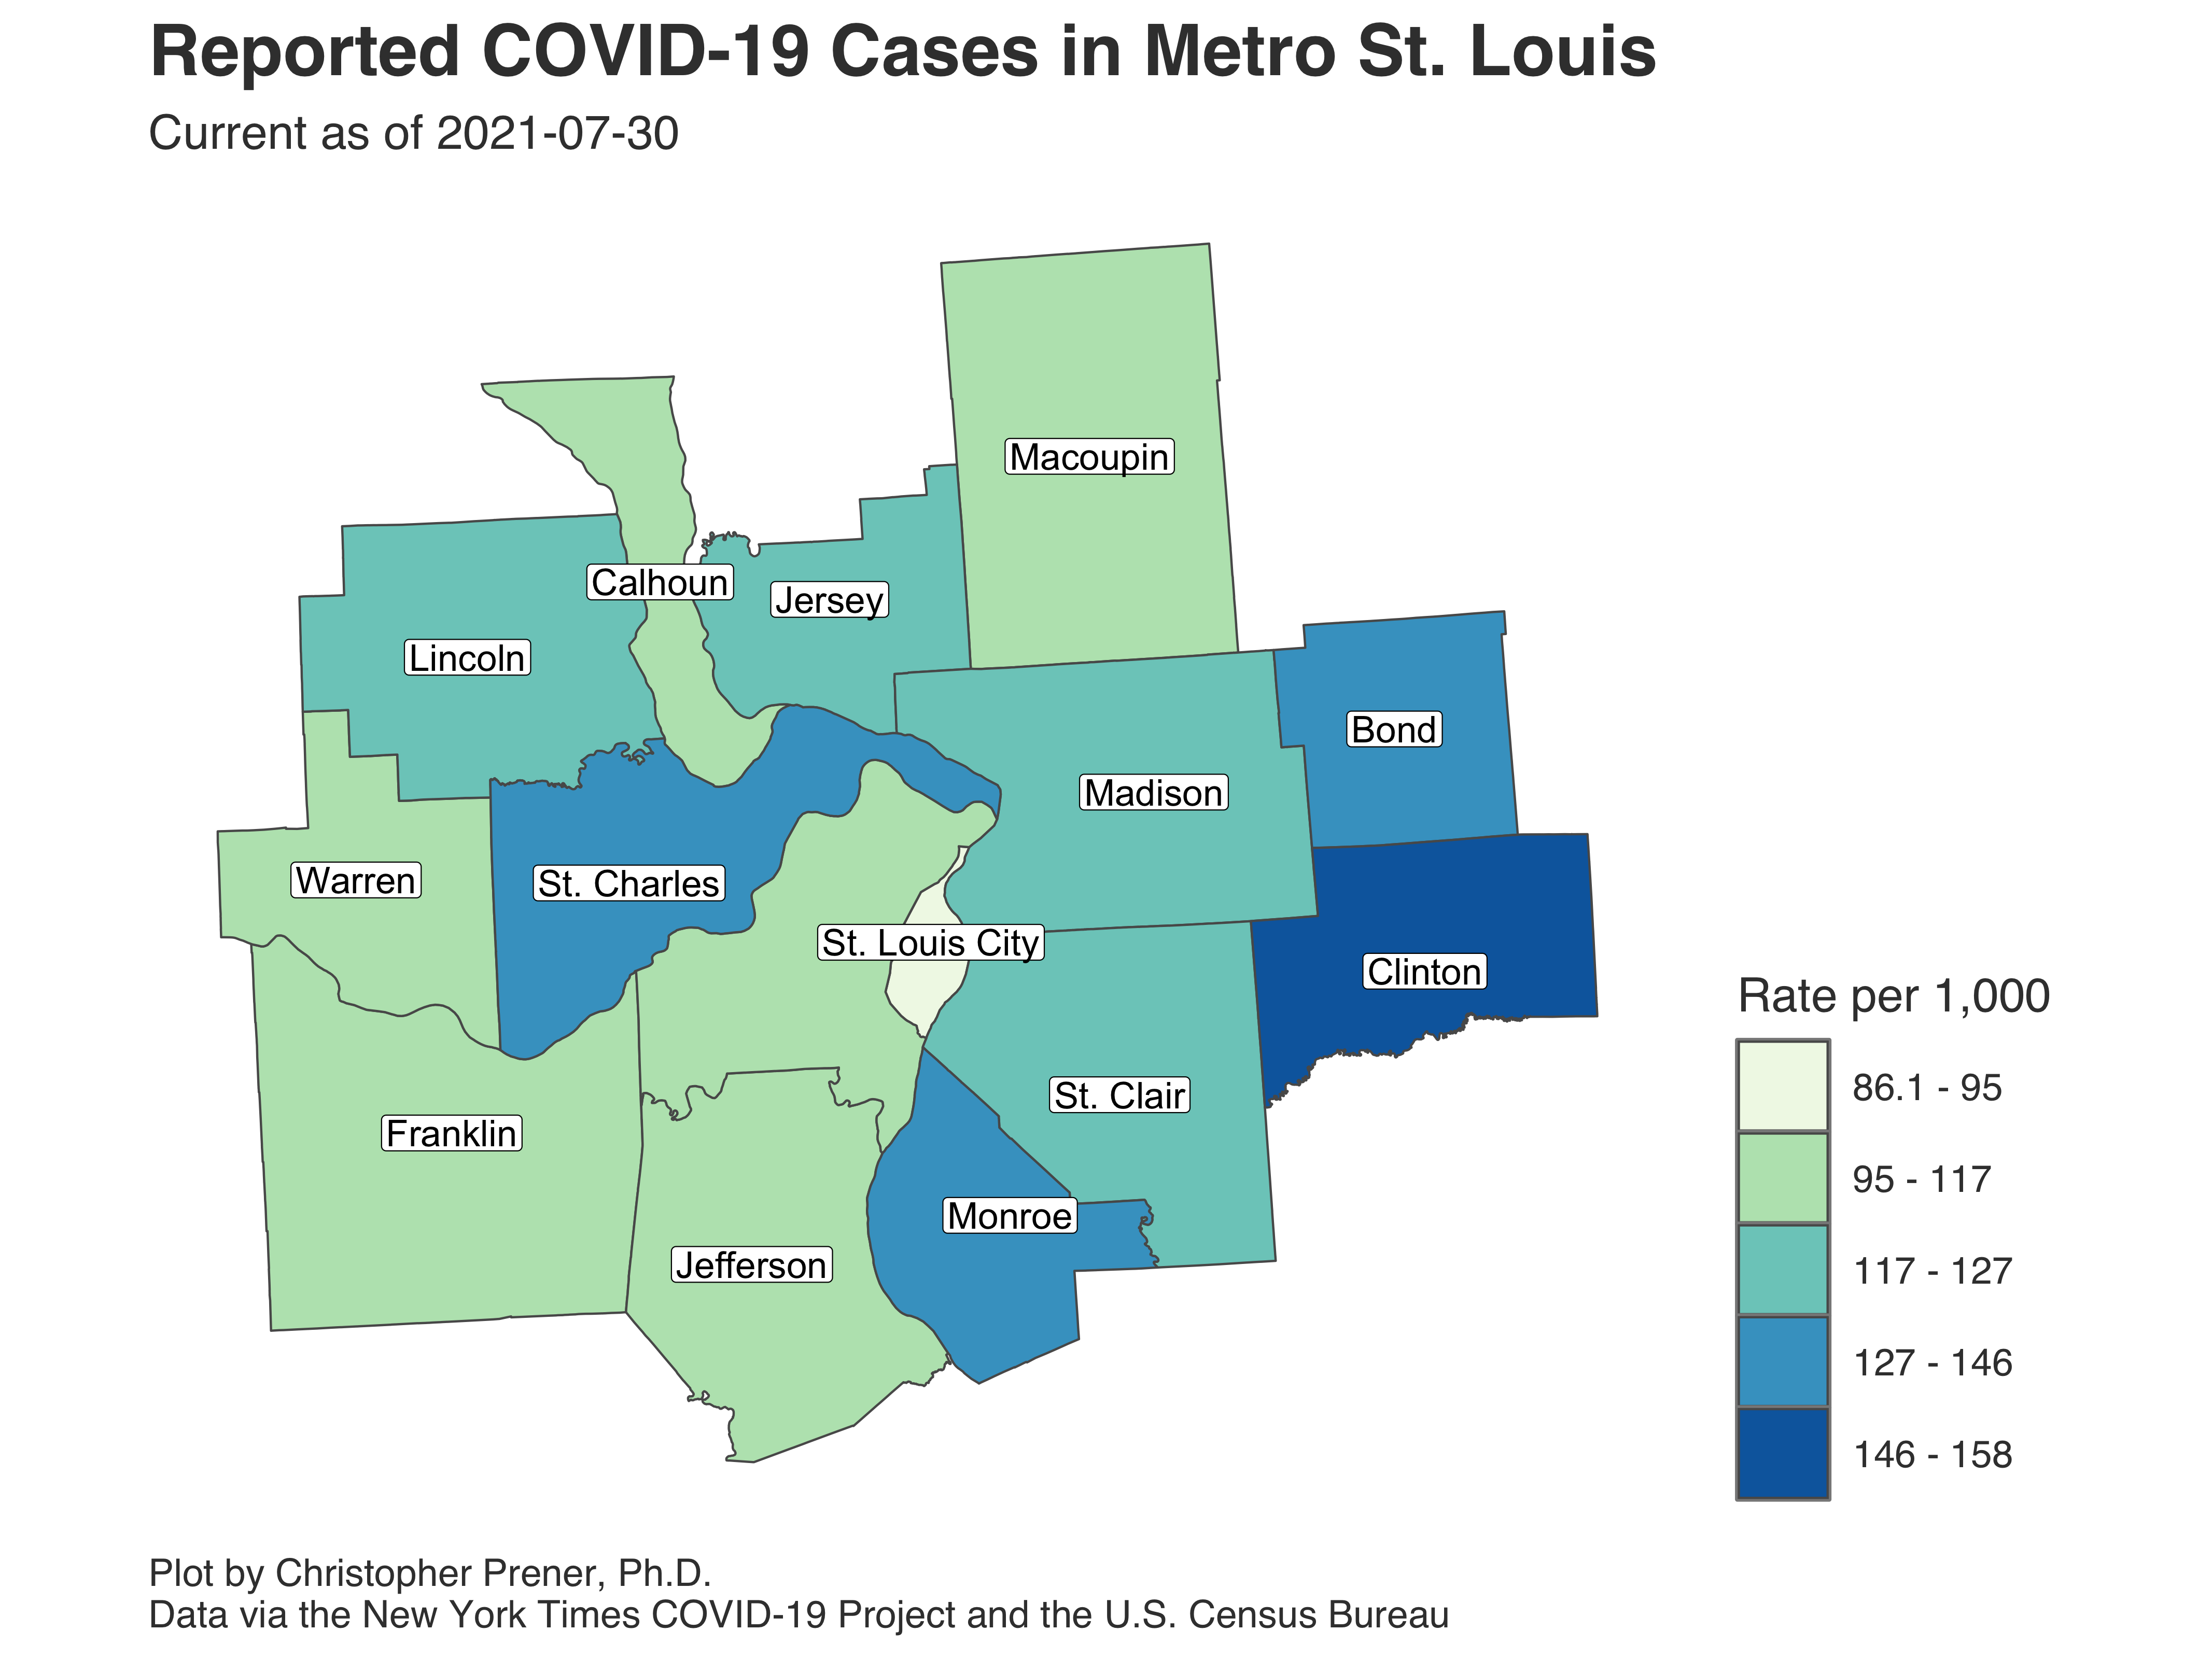 Reported COVID-19 Cases in Metro St. Louis
Current as of 2021-07-30
Macoupin
Calhoun
Jersey
Lincoln
Bond
Madison
Warren
St. Charles
St. Louis City
Clinton
St. Clair
Franklin
Monroe
Jefferson
Rate per 1,000
86.1 - 95
95 - 117
117 - 127
127 - 146
146 - 158
Plot by Christopher Prener, Ph.D.
Data via the New York Times COVID-19 Project and the U.S. Census Bureau